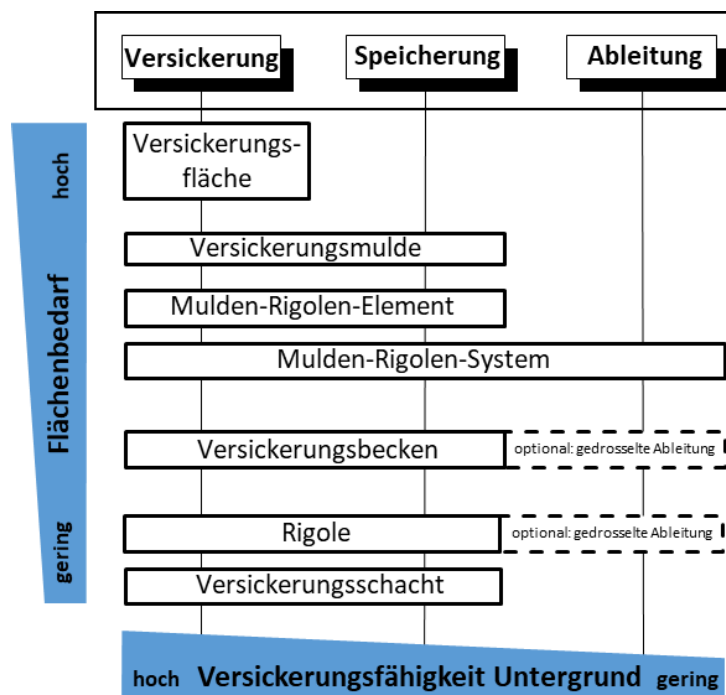 Versickerung
Speicherung
Ableitung
Versickerungs-
fläche
Versickerungsmulde
Mulden-Rigolen-Element
Mulden-Rigolen-System
Versickerungsbecken
optional: gedrosselte Ableitung
Rigole
optional: gedrosselte Ableitung
Versickerungsschacht
hoch
Flächenbedarf
gering
hoch Versickerungsfähigkeit Untergrund gering